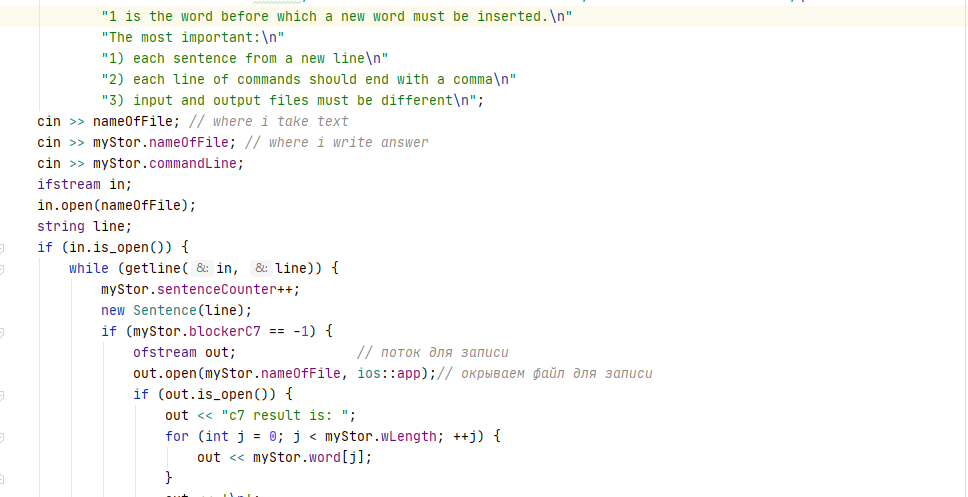 "1 is the word before which a new word must be inserted.\n"
"The most important:\n"
"1) each sentence from a new line\n"
"2) each line of commands should end with a comma\n"
"3) input and output files must be different\n";
cin >> nameOfFile; // where i take text
cin >> myStor.nameOfFile; // where i write answer
cin >> myStor.commandLine;
ifstream in;
in.open(nameOfFile);
string line;
if (in.is_open()) {
while (getline( &: in, &: line)) {
myStor.sentenceCounter++;
new Sentence(line);
if (myStor.blockerC7 == -1) {
ofstream out; // поток для записи
out.open(myStor.nameOfFile, ios::app);// окрываем файл для записи
if (out.is_open()) {
out << "c7 result is: ";
for (int j = 0; j < myStor.wLength; ++j) {
out << myStor.word[j];
}